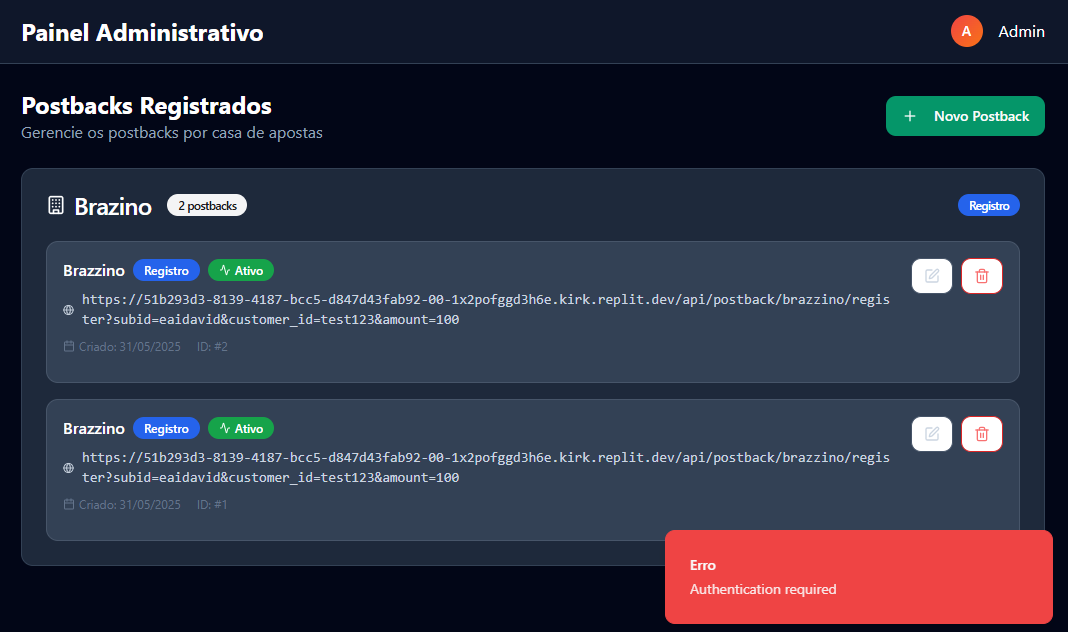 Painel Administrativo
A
Admin
Postbacks Registrados
Gerencie os postbacks por casa de apostas
Novo Postback
Brazino
2 postbacks
Registro
Brazzino
Registro
Ativo
https://51b293d3-8139-4187-bcc5-d847d43fab92-00-1x2pofggd3h6e.kirk.replit.dev/api/postback/brazzino/regis
ter?subid=eaidavid&customer_id=test123&amount=100
Criado: 31/05/2025
ID: #2
Brazzino
Registro
Ativo
https://51b293d3-8139-4187-bcc5-d847d43fab92-00-1x2pofggd3h6e.kirk.replit.dev/api/postback/brazzino/regis
ter?subid=eaidavid&customer_id=test123&amount=100
Criado: 31/05/2025
ID: #1
Erro
Authentication required